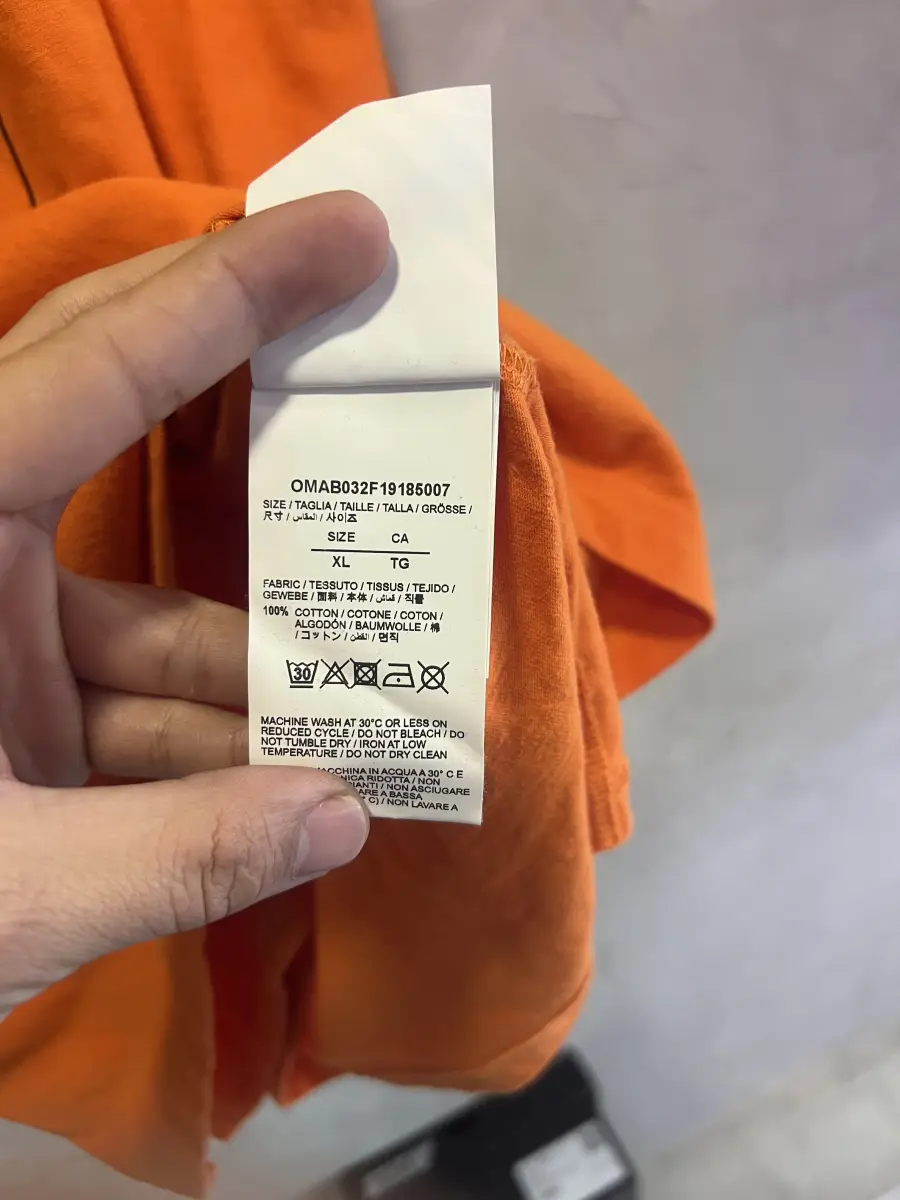 OMAB032F19185007
SIZE / TAGLIA / TAILLE / TALLA / GRÖSSE /
尺寸 / المقاس / 사이즈
SIZE CA
XL TG
FABRIC / TESSUTO / TISSUS / TEJIDO /
GEWEBE / 面料 / 本体 / قماش / 직물
100% COTTON / COTONE / COTON /
ALGODÓN / BAUMWOLLE / 棉
/ コットン / القطن / 면직
30
MACHINE WASH AT 30°C OR LESS ON
REDUCED CYCLE / DO NOT BLEACH / DO
NOT TUMBLE DRY / IRON AT LOW
TEMPERATURE / DO NOT DRY CLEAN
IN ACQUA A 30° C E
RIDOTTA / NON
/ NON ASCIUGARE
A BASSA
C) / NON LAVARE A